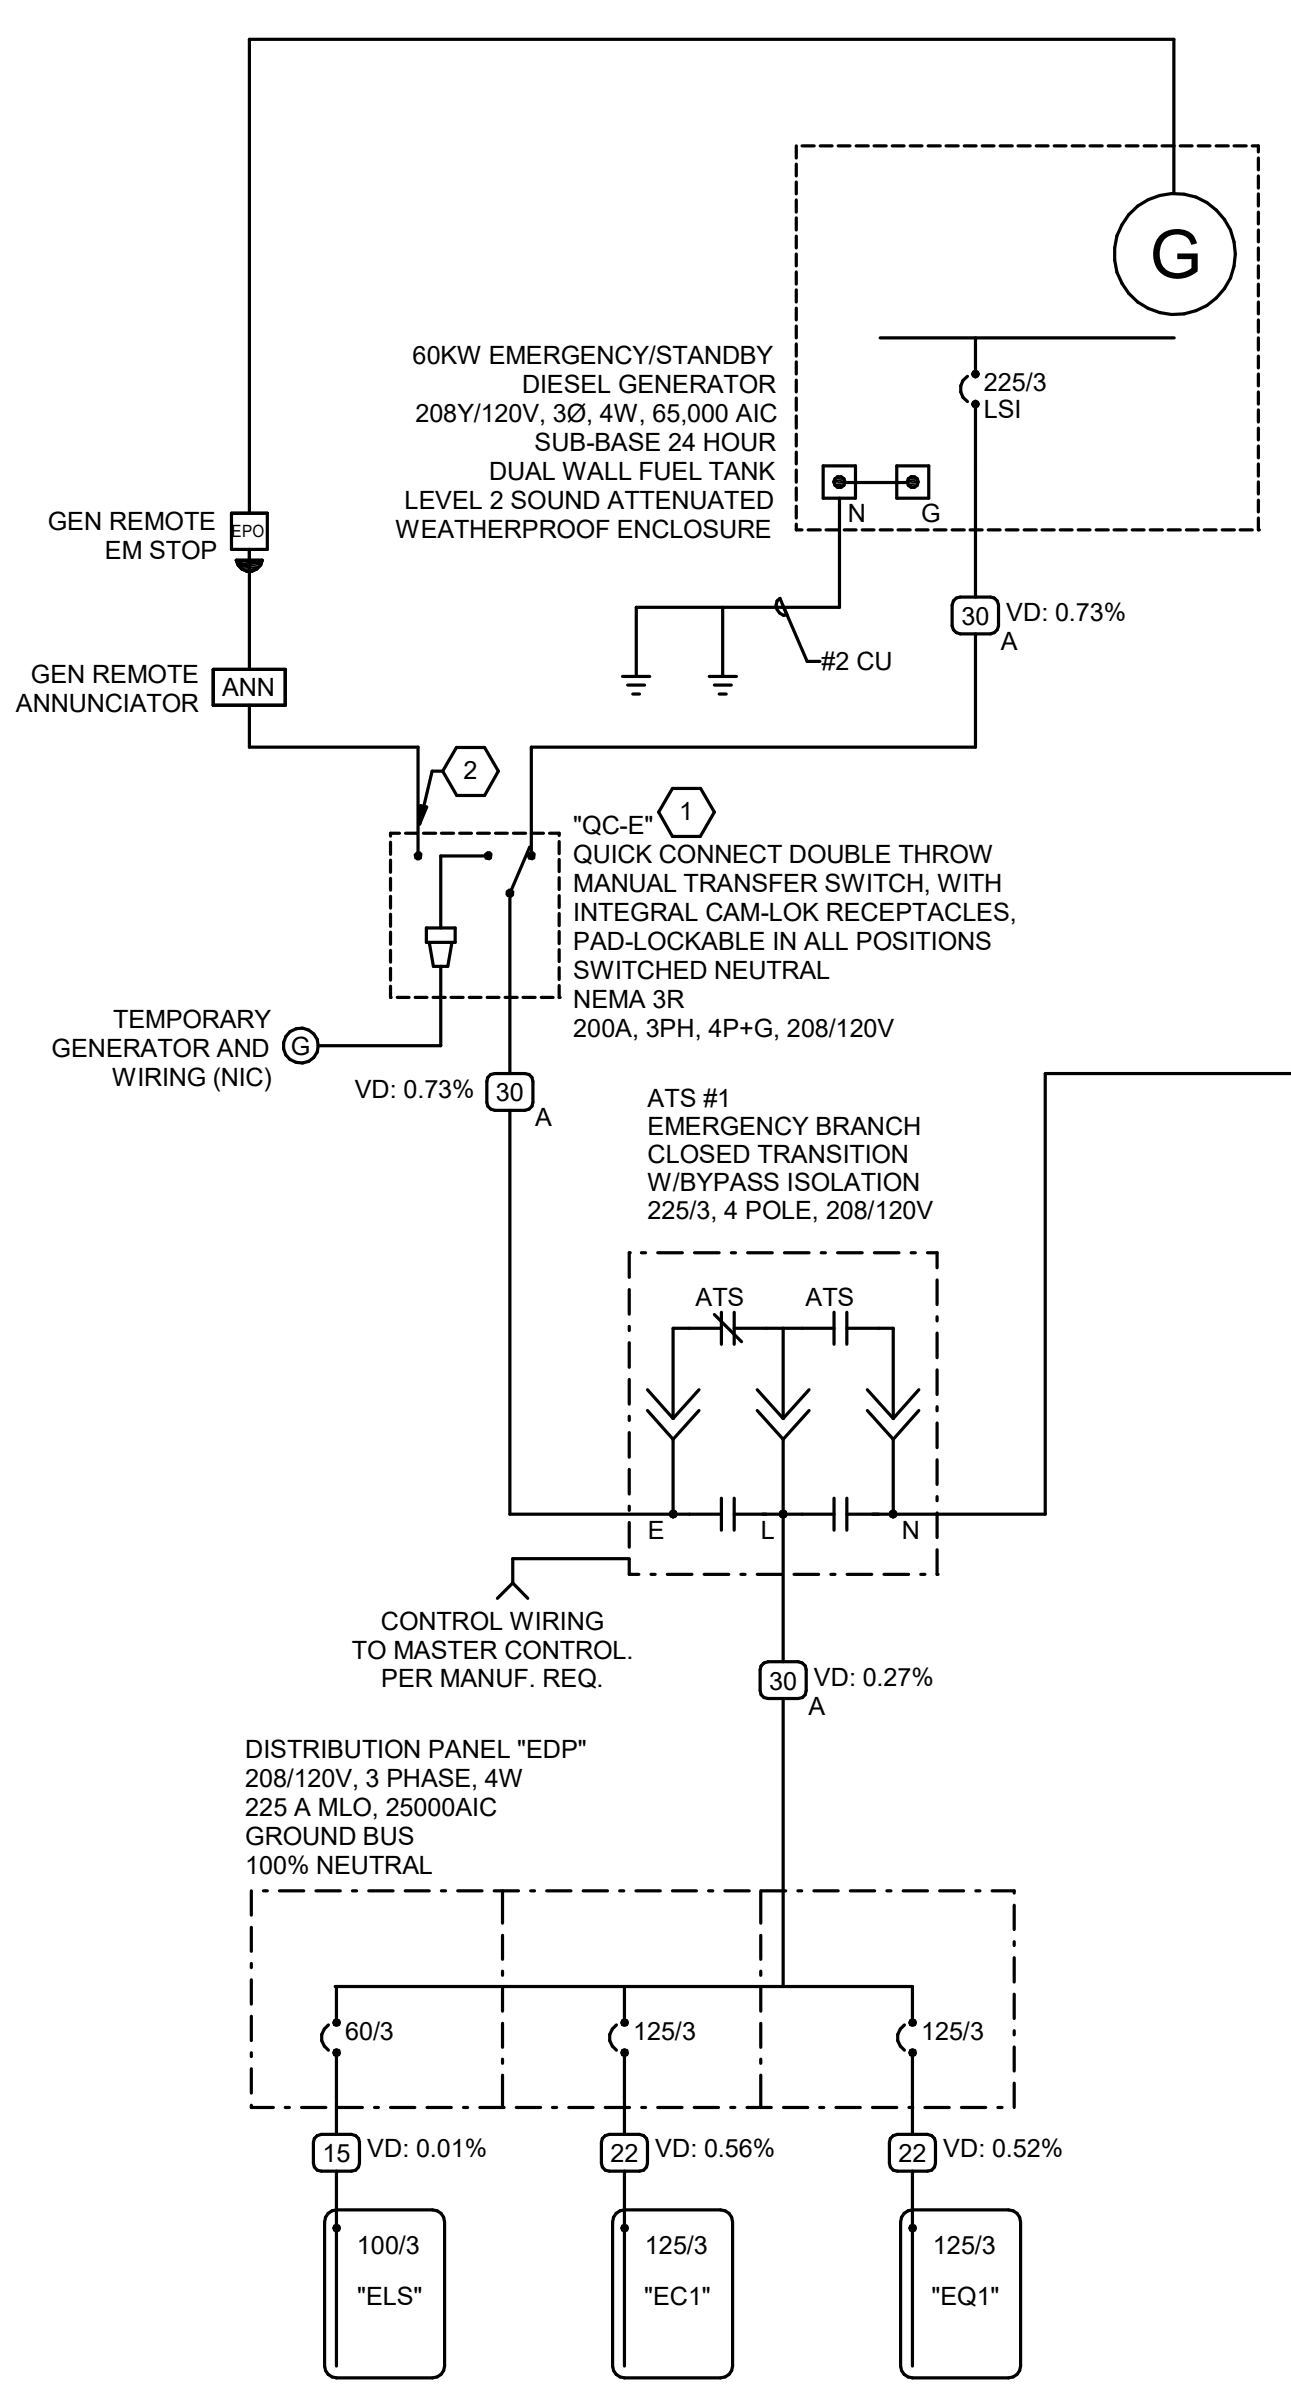 G
60KW EMERGENCY/STANDBY
DIESEL GENERATOR
208Y/120V, 3Ø, 4W, 65,000 AIC
SUB-BASE 24 HOUR
DUAL WALL FUEL TANK
LEVEL 2 SOUND ATTENUATED
WEATHERPROOF ENCLOSURE
225/3
LSI
N
G
GEN REMOTE
EM STOP
EPO
30
VD: 0.73%
A
#2 CU
GEN REMOTE
ANNUNCIATOR
ANN
2
1
"QC-E"
QUICK CONNECT DOUBLE THROW
MANUAL TRANSFER SWITCH, WITH
INTEGRAL CAM-LOK RECEPTACLES,
PAD-LOCKABLE IN ALL POSITIONS
SWITCHED NEUTRAL
NEMA 3R
200A, 3PH, 4P+G, 208/120V
TEMPORARY
GENERATOR AND
WIRING (NIC)
G
VD: 0.73%
30
A
ATS #1
EMERGENCY BRANCH
CLOSED TRANSITION
W/BYPASS ISOLATION
225/3, 4 POLE, 208/120V
ATS
ATS
E
L
N
CONTROL WIRING
TO MASTER CONTROL.
PER MANUF. REQ.
30
VD: 0.27%
A
DISTRIBUTION PANEL "EDP"
208/120V, 3 PHASE, 4W
225 A MLO, 25000AIC
GROUND BUS
100% NEUTRAL
60/3
125/3
125/3
15
VD: 0.01%
22
VD: 0.56%
22
VD: 0.52%
100/3
"ELS"
125/3
"EC1"
125/3
"EQ1"